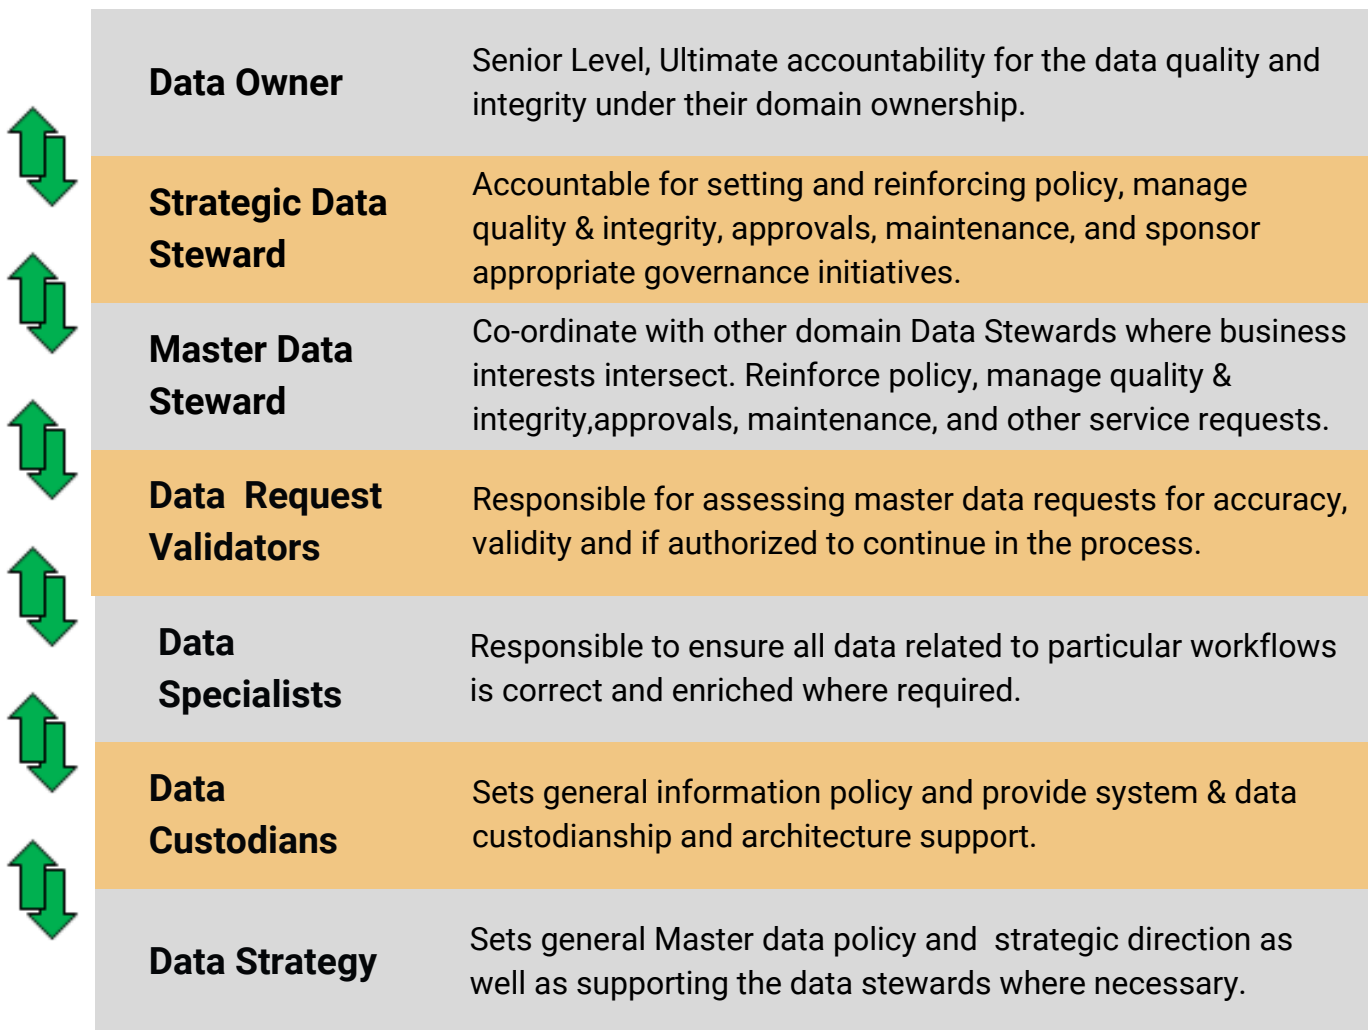 Data Owner
Senior Level, Ultimate accountability for the data quality and
integrity under their domain ownership.
Strategic Data
Steward
Accountable for setting and reinforcing policy, manage
quality & integrity, approvals, maintenance, and sponsor
appropriate governance initiatives.
Master Data
Steward
Co-ordinate with other domain Data Stewards where business
interests intersect. Reinforce policy, manage quality &
integrity,approvals, maintenance, and other service requests.
Data  Request
Validators
Responsible for assessing master data requests for accuracy,
validity and if authorized to continue in the process.
Data
Specialists
Responsible to ensure all data related to particular workflows
is correct and enriched where required.
Data
Custodians
Sets general information policy and provide system & data
custodianship and architecture support.
Data Strategy
Sets general Master data policy and  strategic direction as
well as supporting the data stewards where necessary.